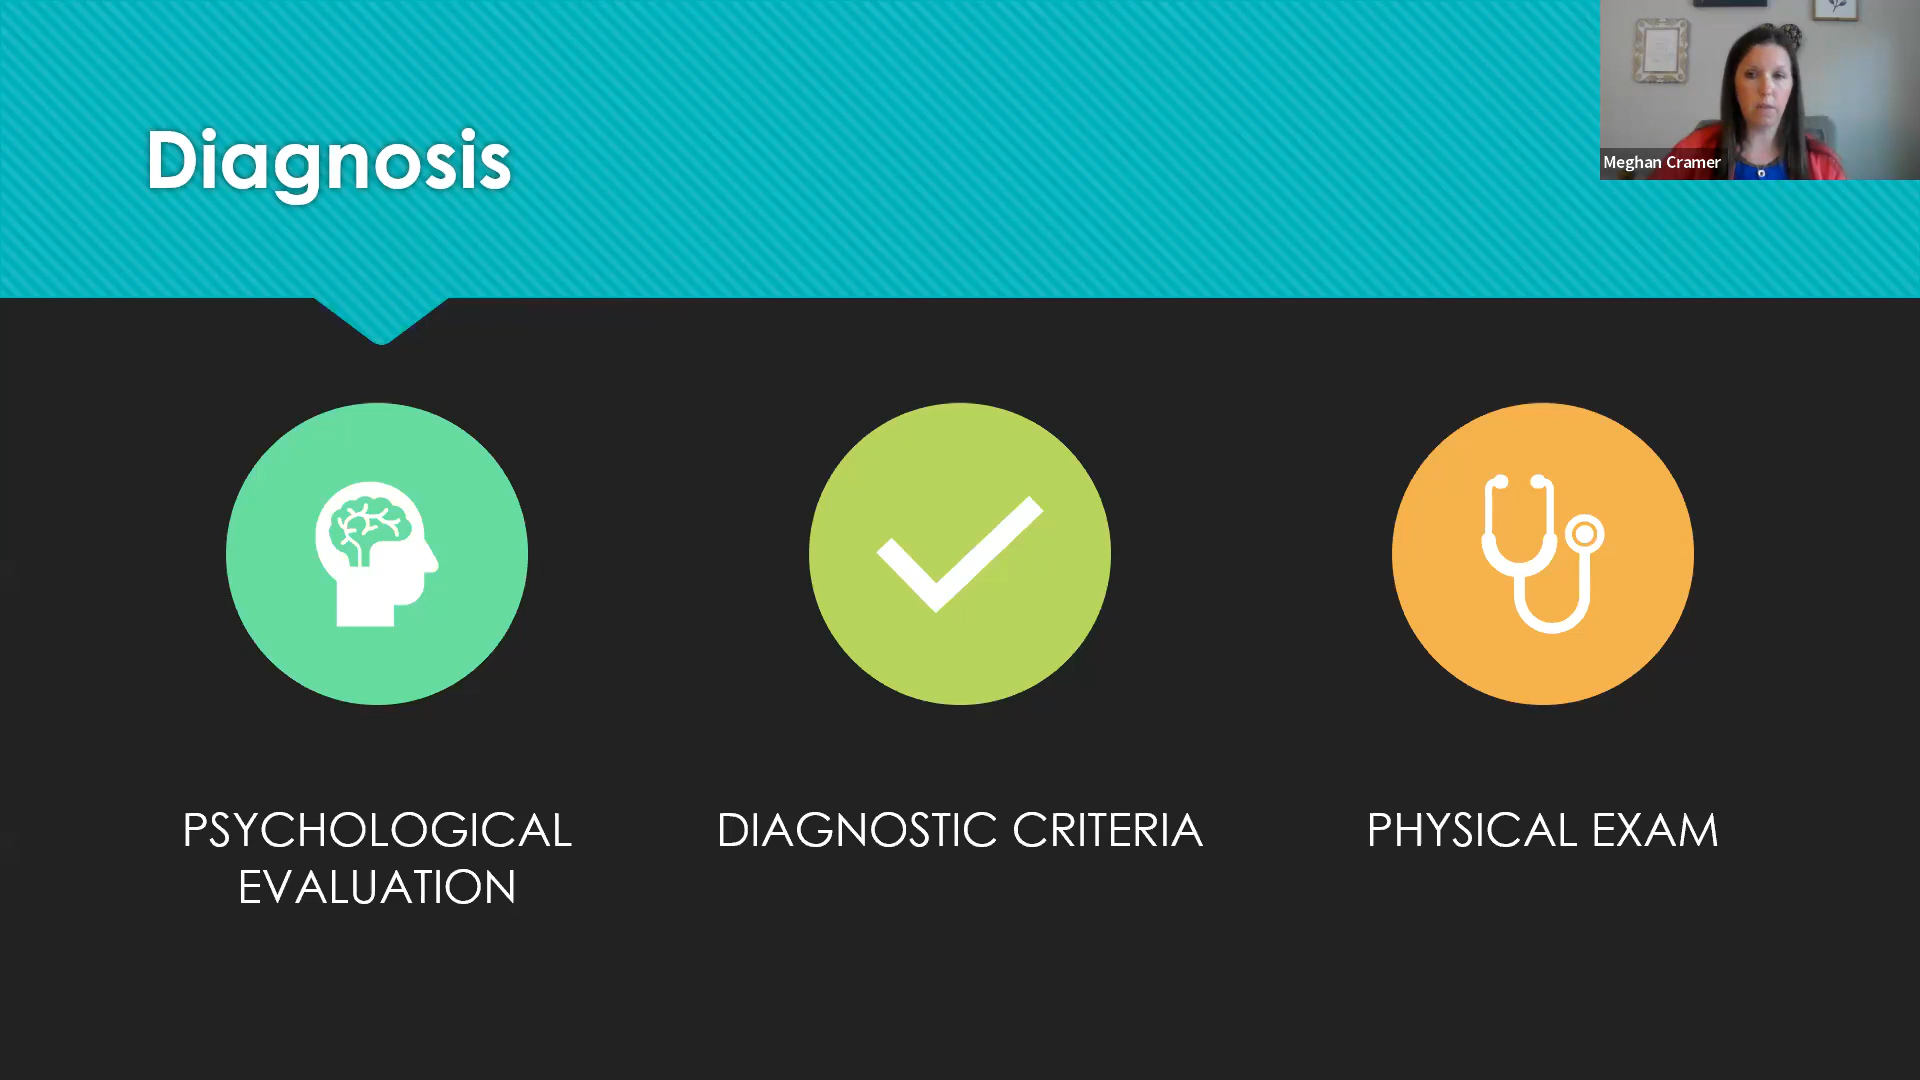 Diagnosis
Meghan Cramer
PSYCHOLOGICAL
EVALUATION
DIAGNOSTIC CRITERIA
PHYSICAL EXAM